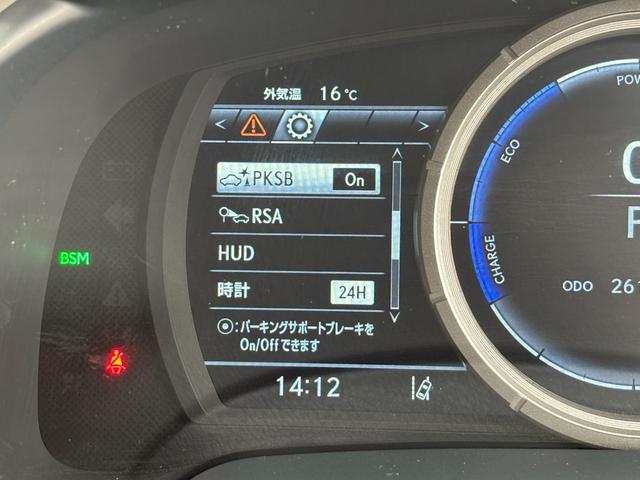 外気温 16℃
< >
PKSB On
RSA
HUD
時計 24H
⦿:パーキングサポートブレーキを
On/Offできます
14:12
BSM
POW
ECO
CHARGE
ODO 261